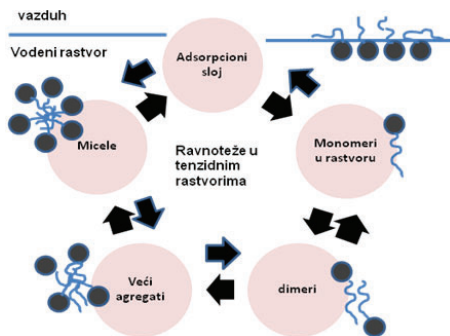 vazduh
Vodeni rastvor
Adsorpcioni
sloj
Micele
Ravnoteže u
tenzidnim
rastvorima
Monomeri
u rastvoru
Veći
agregati
dimeri